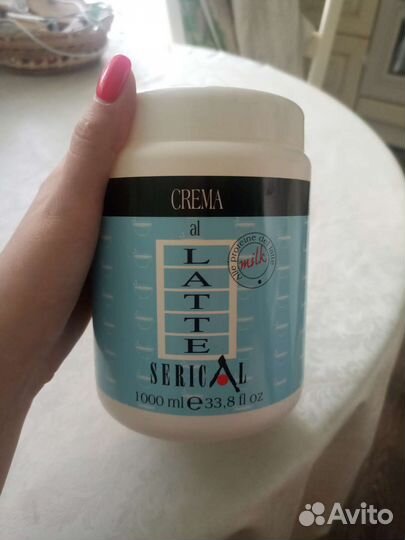 CREMA
al
LATTE
Alle proteine del latte
milk
SERICAL
1000 ml e 33,8 fl oz
Avito